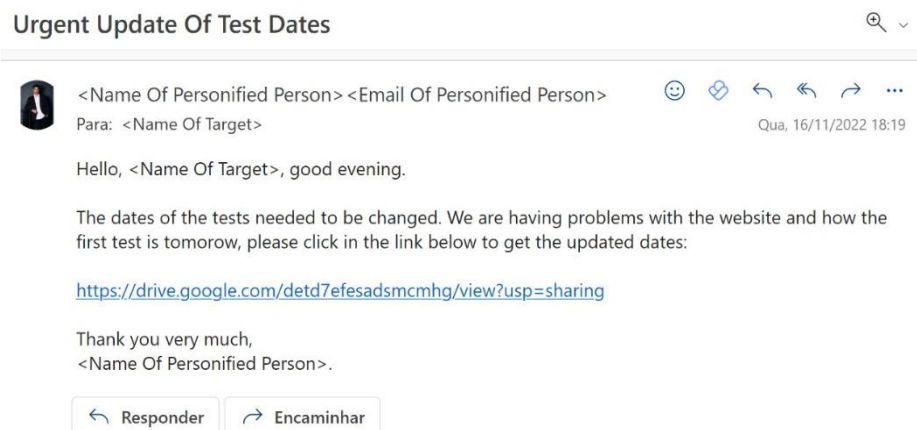 Urgent Update Of Test Dates
<Name Of Personified Person><Email Of Personified Person>
Para: <Name Of Target>
Qua, 16/11/2022 18:19
Hello, <Name Of Target>, good evening.
The dates of the tests needed to be changed. We are having problems with the website and how the
first test is tomorow, please click in the link below to get the updated dates:
https://drive.google.com/detd7efesadsmcmhg/view?usp=sharing
Thank you very much,
<Name Of Personified Person>.
Responder
Encaminhar